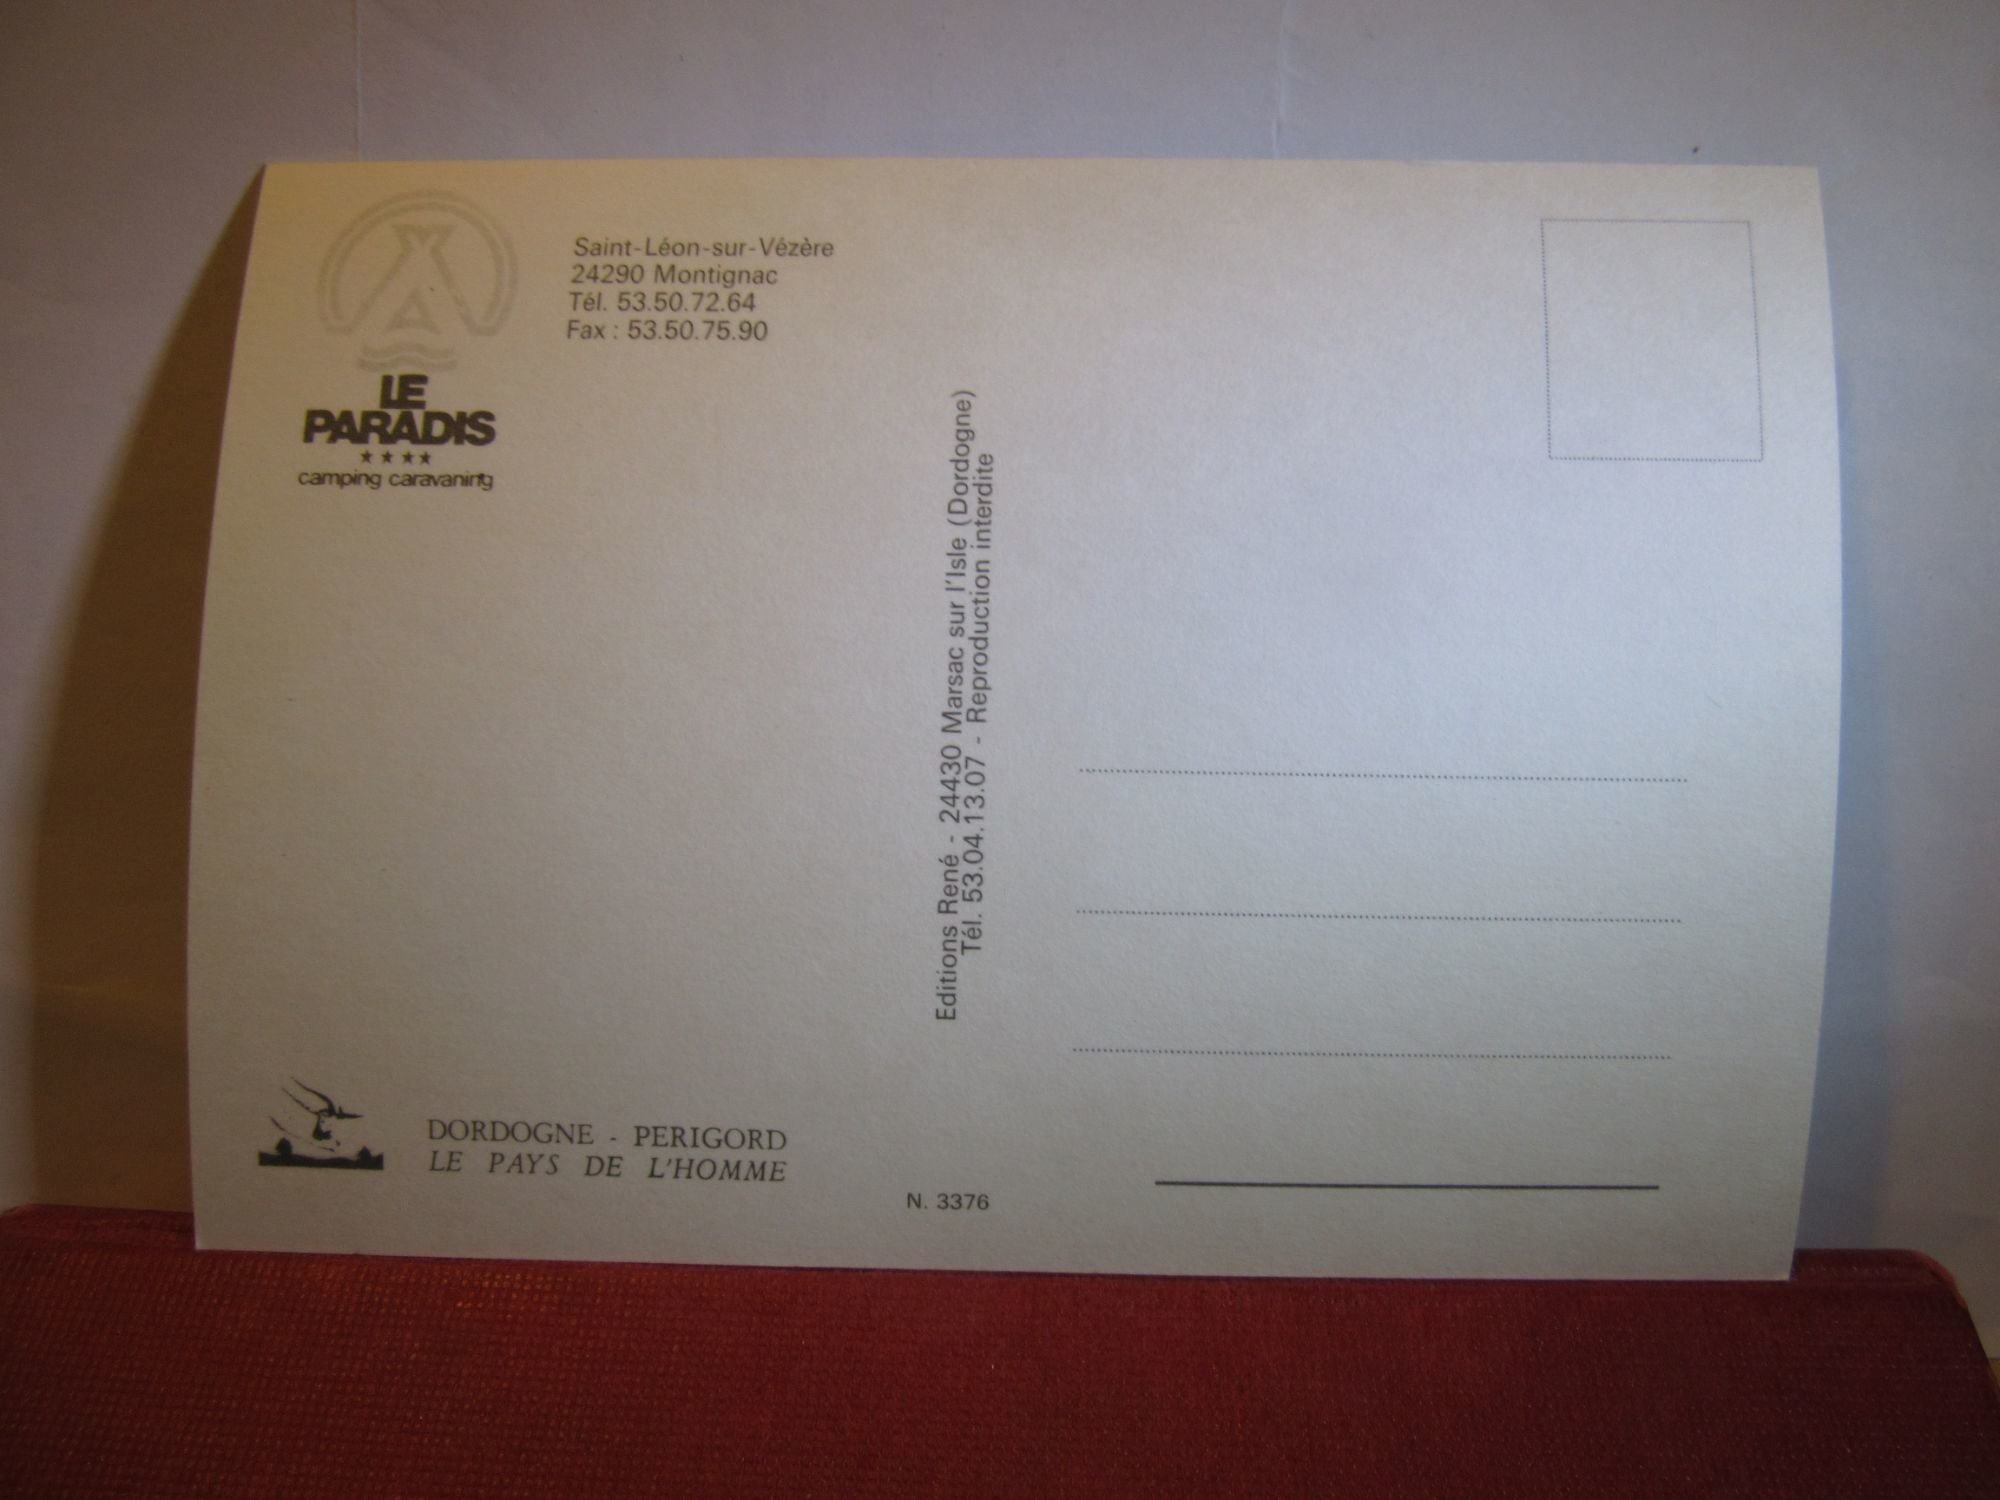 Saint-Léon-sur-Vézère
24290 Montignac
Tél. 53.50.72.64
Fax : 53.50.75.90
LE
PARADIS
★★★★
camping caravaning
Editions René - 24430 Marsac sur l'Isle (Dordogne)
Tél. 53.04.13.07 - Reproduction interdite
DORDOGNE - PERIGORD
LE PAYS DE L'HOMME
N. 3376